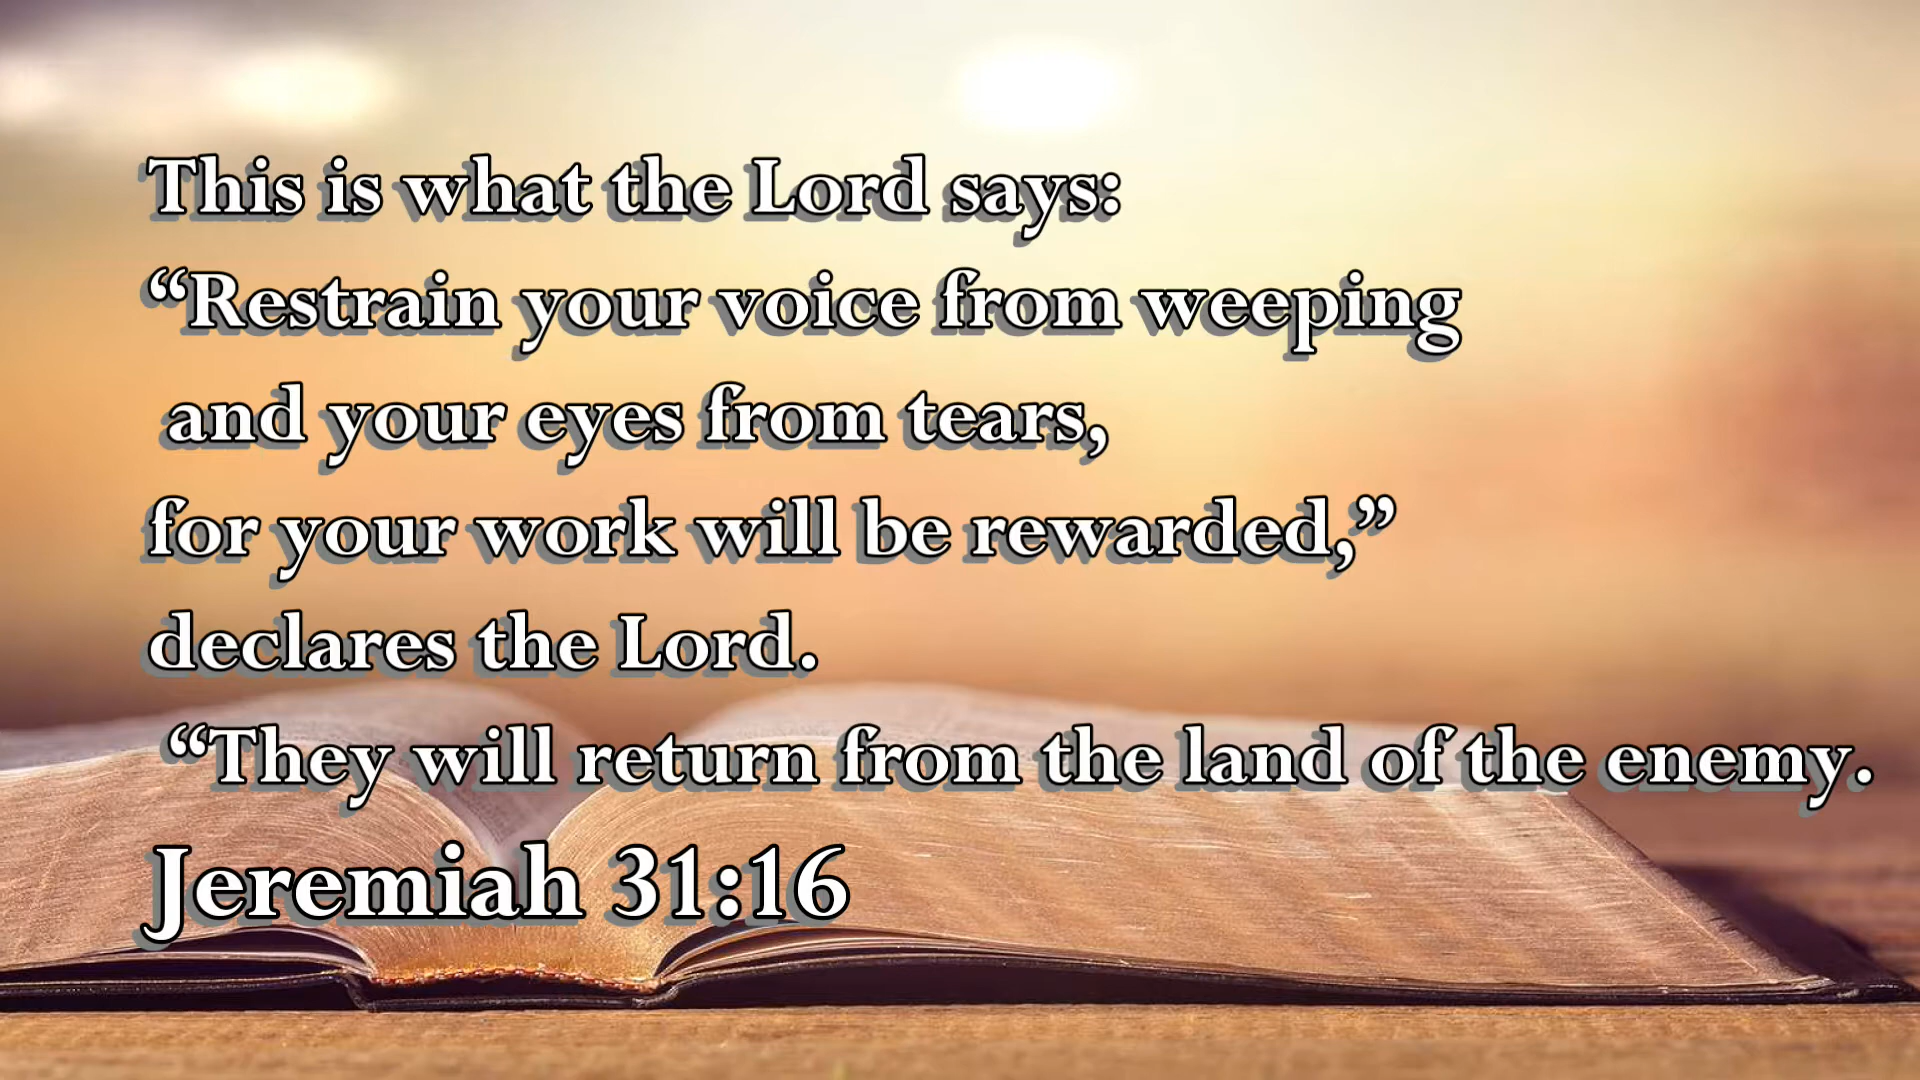 This is what the Lord says:
“Restrain your voice from weeping
and your eyes from tears,
for your work will be rewarded,”
declares the Lord.
“They will return from the land of the enemy.
Jeremiah 31:16